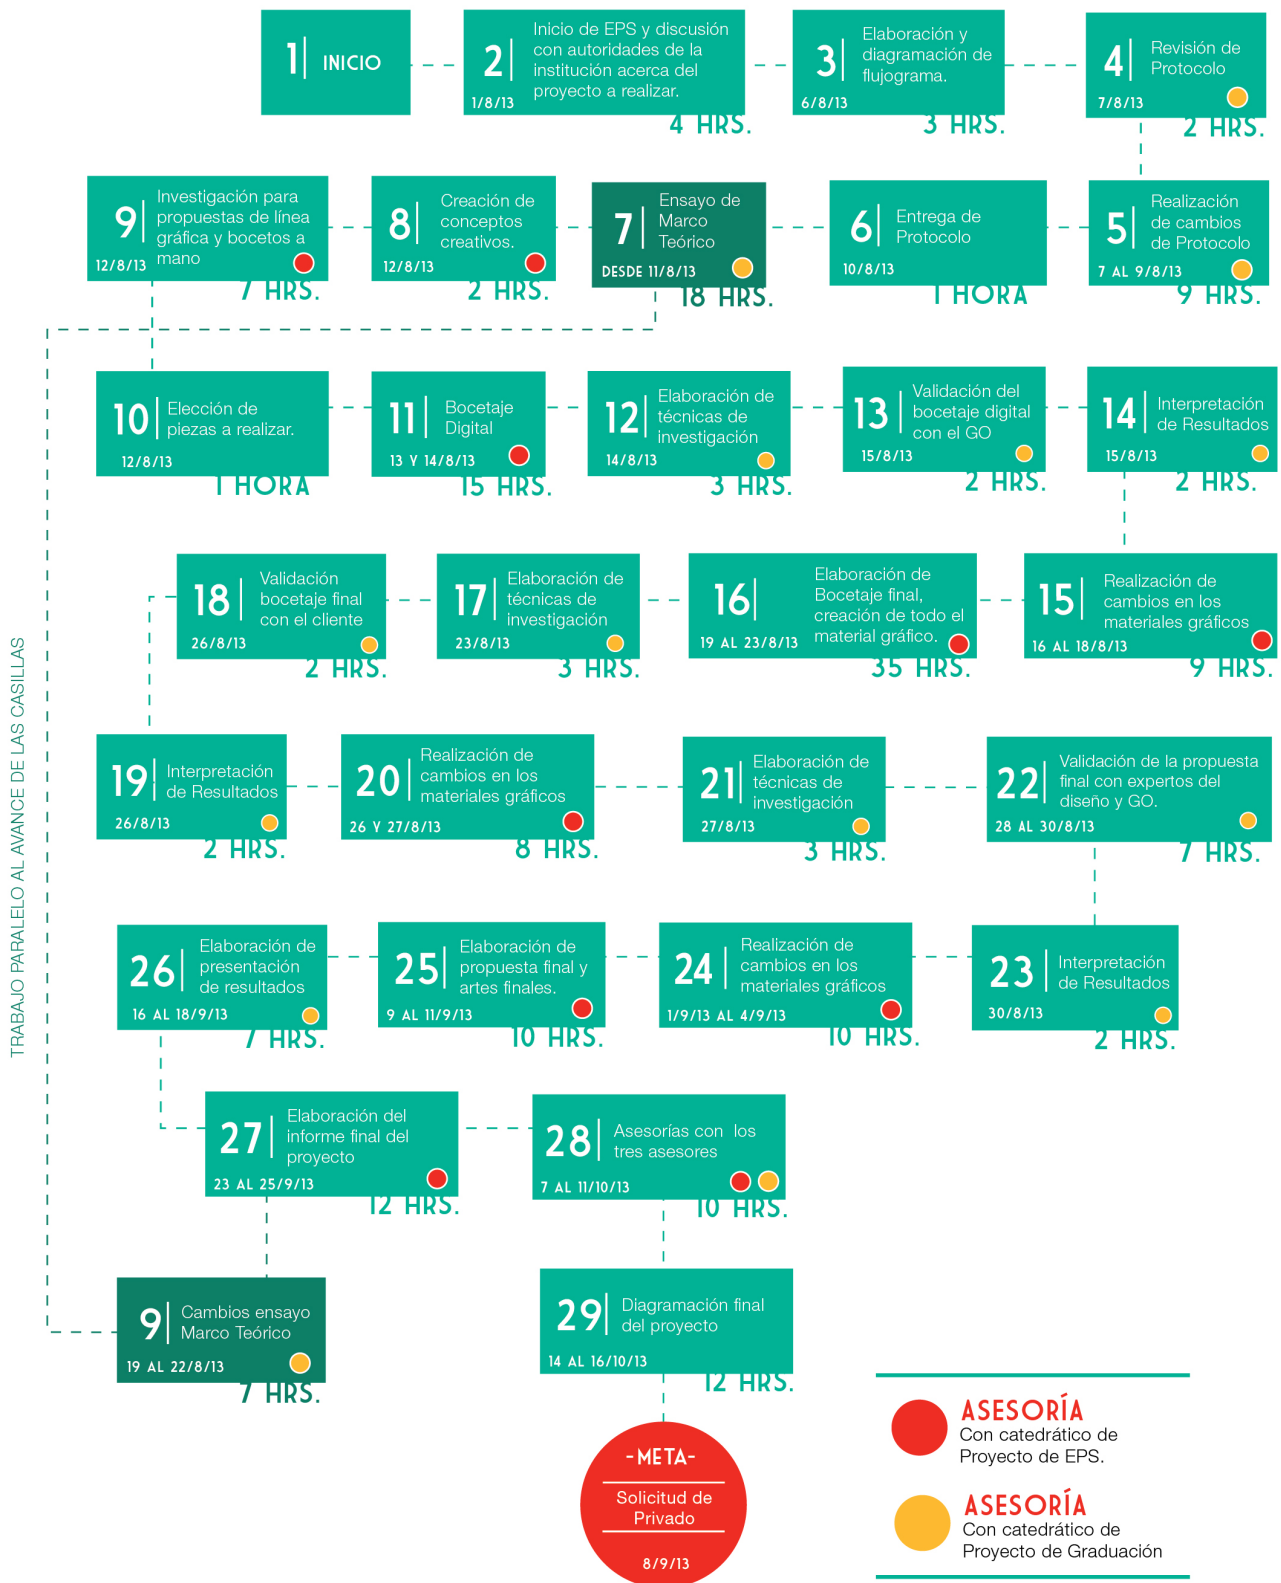 1
INICIO
2
Inicio de EPS y discusión
con autoridades de la
institución acerca del
proyecto a realizar.
1/8/13
4 HRS.
3
Elaboración y
diagramación de
flujograma.
6/8/13
3 HRS.
4
Revisión de
Protocolo
7/8/13
2 HRS.
5
Realización
de cambios
de Protocolo
7 AL 9/8/13
9 HRS.
6
Entrega de
Protocolo
10/8/13
1 HORA
7
Ensayo de
Marco
Teórico
DESDE 11/8/13
18 HRS.
8
Creación de
conceptos
creativos.
12/8/13
2 HRS.
9
Investigación para
propuestas de línea
gráfica y bocetos a
mano
12/8/13
7 HRS.
10
Elección de
piezas a realizar.
12/8/13
1 HORA
11
Bocetaje
Digital
13 Y 14/8/13
15 HRS.
12
Elaboración de
técnicas de
investigación
14/8/13
3 HRS.
13
Validación del
bocetaje digital
con el GO
15/8/13
2 HRS.
14
Interpretación
de Resultados
15/8/13
2 HRS.
15
Realización de
cambios en los
materiales gráficos
16 AL 18/8/13
9 HRS.
16
Elaboración de
Bocetaje final,
creación de todo el
material gráfico.
19 AL 23/8/13
35 HRS.
17
Elaboración de
técnicas de
investigación
23/8/13
3 HRS.
18
Validación
bocetaje final
con el cliente
26/8/13
2 HRS.
19
Interpretación
de Resultados
26/8/13
2 HRS.
20
Realización de
cambios en los
materiales gráficos
26 Y 27/8/13
8 HRS.
21
Elaboración de
técnicas de
investigación
27/8/13
3 HRS.
22
Validación de la propuesta
final con expertos del
diseño y GO.
28 AL 30/8/13
7 HRS.
23
Interpretación
de Resultados
30/8/13
2 HRS.
24
Realización de
cambios en los
materiales gráficos
1/9/13 AL 4/9/13
10 HRS.
25
Elaboración de
propuesta final y
artes finales.
9 AL 11/9/13
10 HRS.
26
Elaboración de
presentación
de resultados
16 AL 18/9/13
7 HRS.
27
Elaboración del
informe final del
proyecto
23 AL 25/9/13
12 HRS.
28
Asesorías con los
tres asesores
7 AL 11/10/13
10 HRS.
TRABAJO PARALELO AL AVANCE DE LAS CASILLAS
9
Cambios ensayo
Marco Teórico
19 AL 22/8/13
7 HRS.
29
Diagramación final
del proyecto
14 AL 16/10/13
12 HRS.
-META-
Solicitud de
Privado
8/9/13
ASESORÍA
Con catedrático de
Proyecto de EPS.
ASESORÍA
Con catedrático de
Proyecto de Graduación